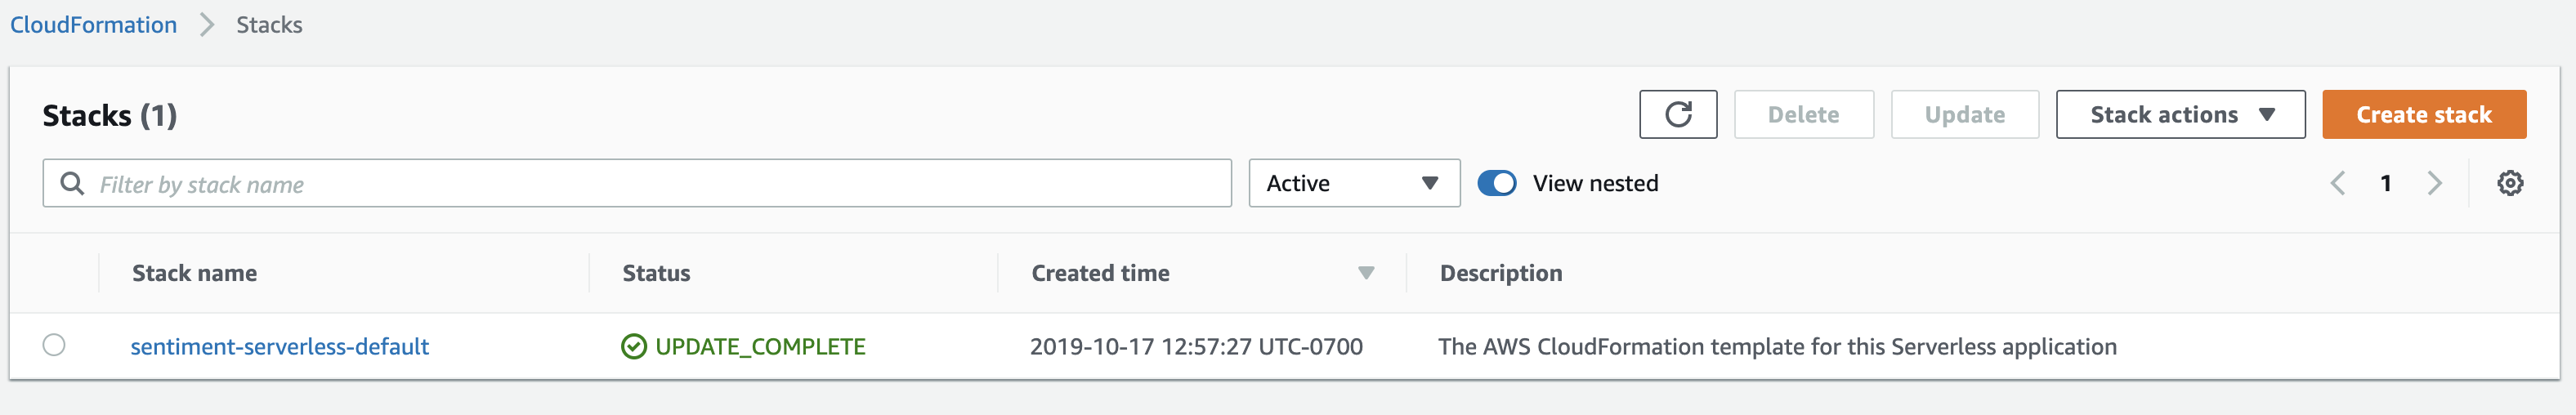 CloudFormation > Stacks
Stacks (1)
Delete Update Stack actions Create stack
Filter by stack name Active View nested 1
Stack name Status Created time Description
sentiment-serverless-default UPDATE_COMPLETE 2019-10-17 12:57:27 UTC-0700 The AWS CloudFormation template for this Serverless application